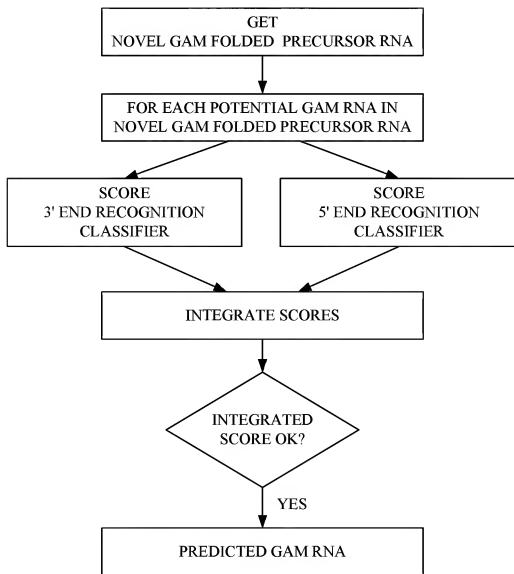 GET
NOVEL GAM FOLDED PRECURSOR RNA
FOR EACH POTENTIAL GAM RNA IN
NOVEL GAM FOLDED PRECURSOR RNA
SCORE
3' END RECOGNITION
CLASSIFIER
SCORE
5' END RECOGNITION
CLASSIFIER
INTEGRATE SCORES
INTEGRATED
SCORE OK?
YES
PREDICTED GAM RNA